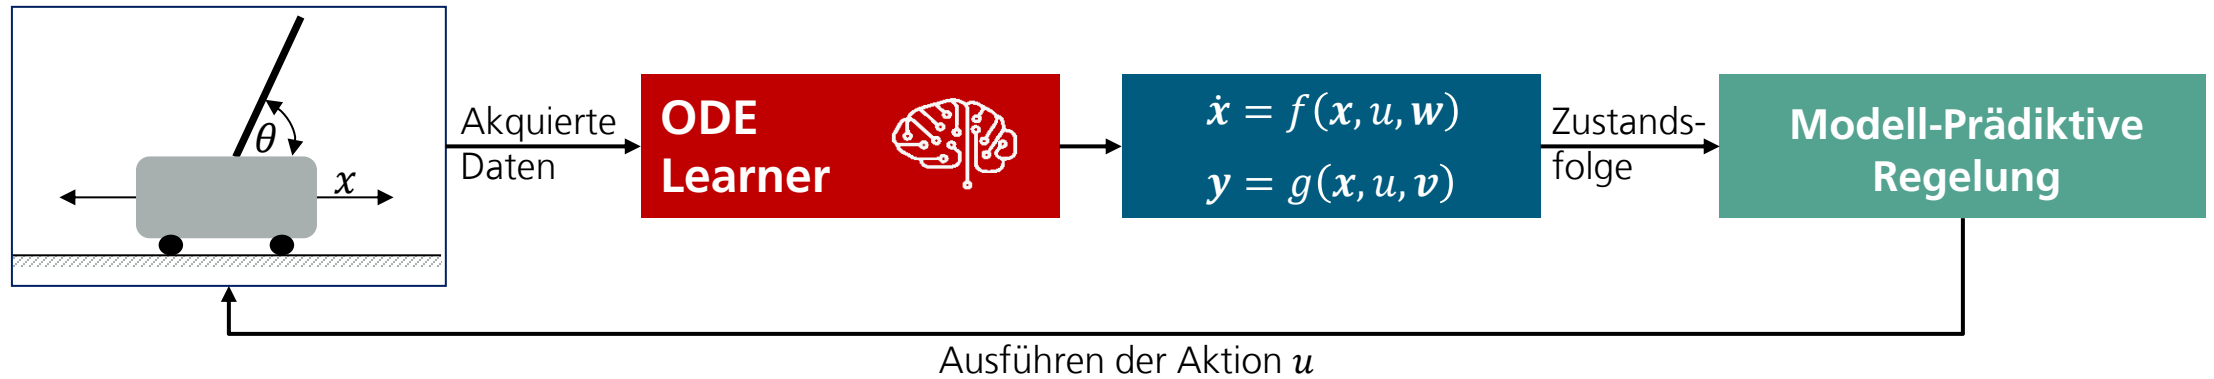 θ
x
Akquierte
Daten
ODE
Learner
ẋ = f(x, u, w)
y = g(x, u, v)
Zustands-
folge
Modell-Prädiktive
Regelung
Ausführen der Aktion u